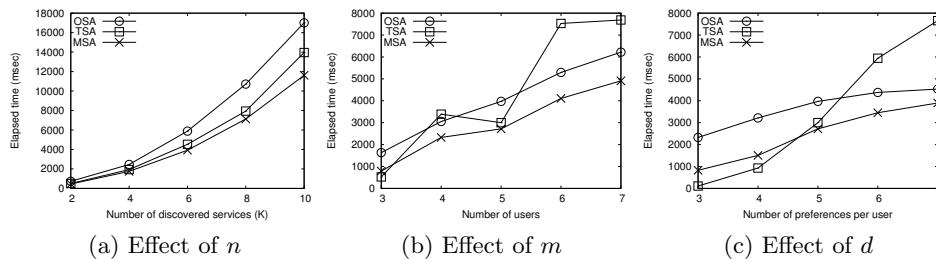 18000
16000
14000
12000
10000
8000
6000
4000
2000
0
OSA
TSA
MSA
Elapsed time (msec)
2 4 6 8 10
Number of discovered services (K)
(a) Effect of n
8000
7000
6000
5000
4000
3000
2000
1000
0
OSA
TSA
MSA
Elapsed time (msec)
3 4 5 6 7
Number of users
(b) Effect of m
8000
7000
6000
5000
4000
3000
2000
1000
0
OSA
TSA
MSA
Elapsed time (msec)
3 4 5 6
Number of preferences per user
(c) Effect of d